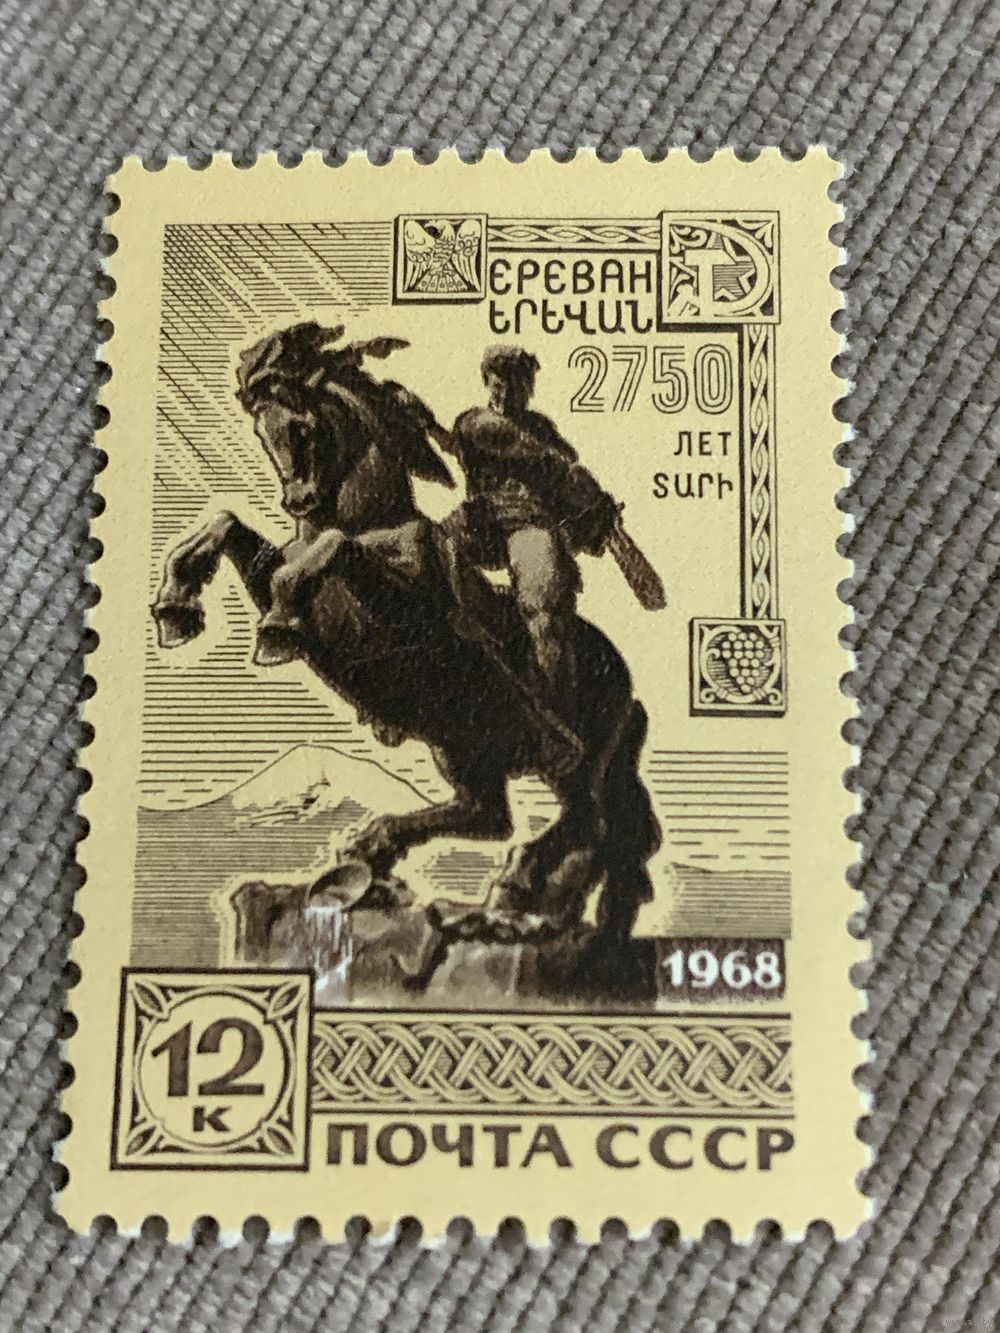 ЕРЕВАН
ԵՐԵՎԱՆ
2750
ЛЕТ
ՏԱՐԻ
1968
12
К
ПОЧТА СССР